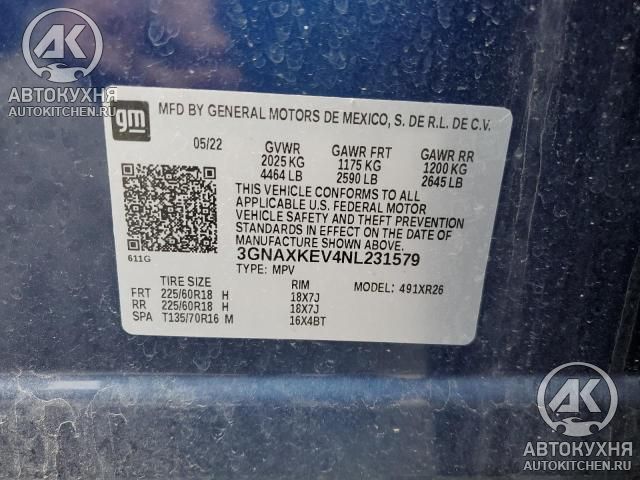 АК
АВТОКУХНЯ
AUTOKITCHEN.RU
gm
MFD BY GENERAL MOTORS DE MEXICO, S. DE R.L. DE C.V.
05/22 GVWR GAWR FRT GAWR RR
2025 KG 1175 KG 1200 KG
4464 LB 2590 LB 2645 LB
THIS VEHICLE CONFORMS TO ALL
APPLICABLE U.S. FEDERAL MOTOR
VEHICLE SAFETY AND THEFT PREVENTION
STANDARDS IN EFFECT ON THE DATE OF
MANUFACTURE SHOWN ABOVE.
611G 3GNAXKEV4NL231579
TYPE: MPV
TIRE SIZE RIM MODEL: 491XR26
FRT 225/60R18 H 18X7J
RR 225/60R18 H 18X7J
SPA T135/70R16 M 16X4BT
АК
АВТОКУХНЯ
AUTOKITCHEN.RU